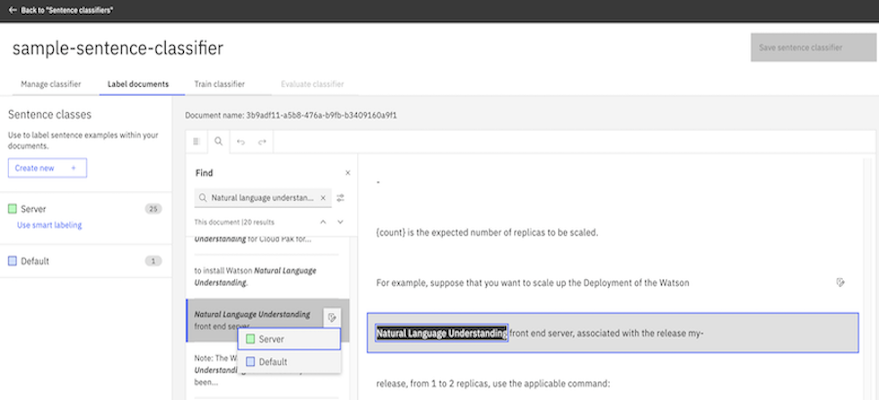 ← Back to "Sentence classifiers"
sample-sentence-classifier
Save sentence classifier
Manage classifier
Label documents
Train classifier
Evaluate classifier
Sentence classes
Use to label sentence examples within your
documents.
Create new +
Server 25
Use smart labeling
Default 1
Document name: 3b9adf11-a5b8-476a-b9fb-b3409160a9f1
Find ×
Natural language understan... ×
This document (20 results
Understanding for Cloud Pak for...
to install Watson Natural Language
Understanding.
Natural Language Understanding
front end server
Server
Default
Note: The W
Understandin
been...
-
{count} is the expected number of replicas to be scaled.
For example, suppose that you want to scale up the Deployment of the Watson
Natural Language Understanding front end server, associated with the release my-
release, from 1 to 2 replicas, use the applicable command: